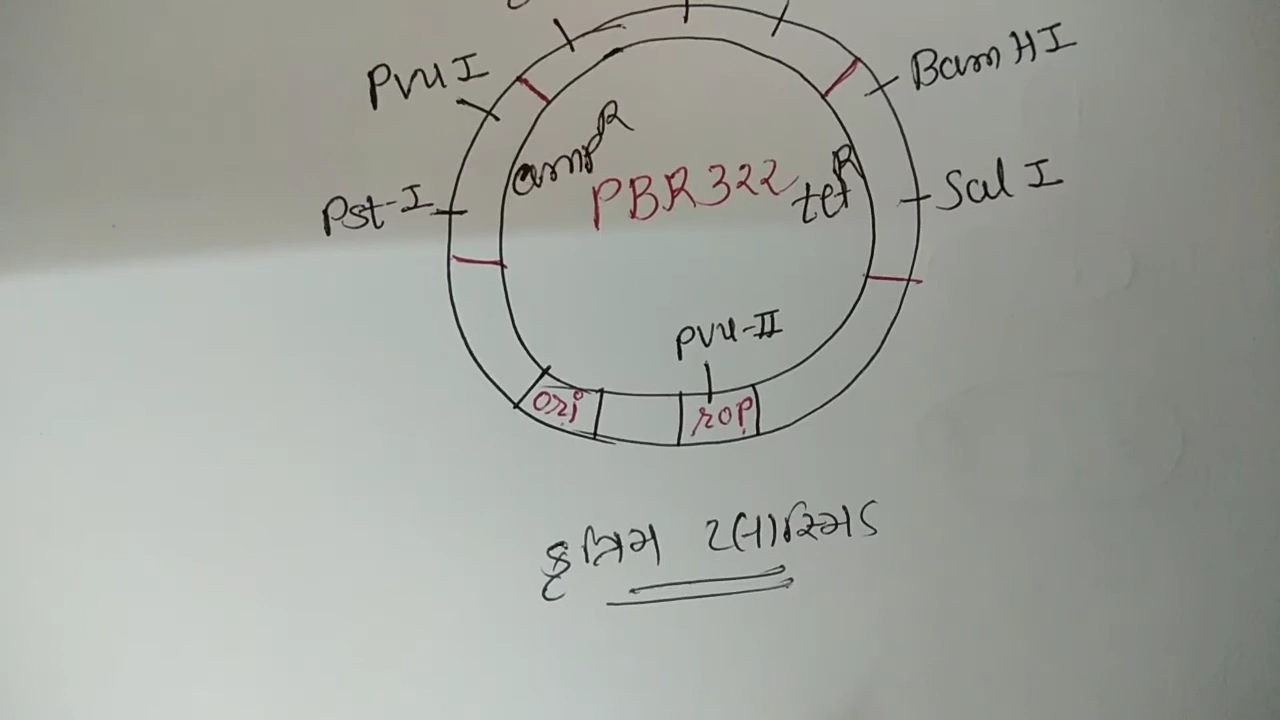 BamHI
PvuI
ampR
PBR322
tetR
Pst-I
Sal I
PVU-II
ori
rop
કૃત્રિમ